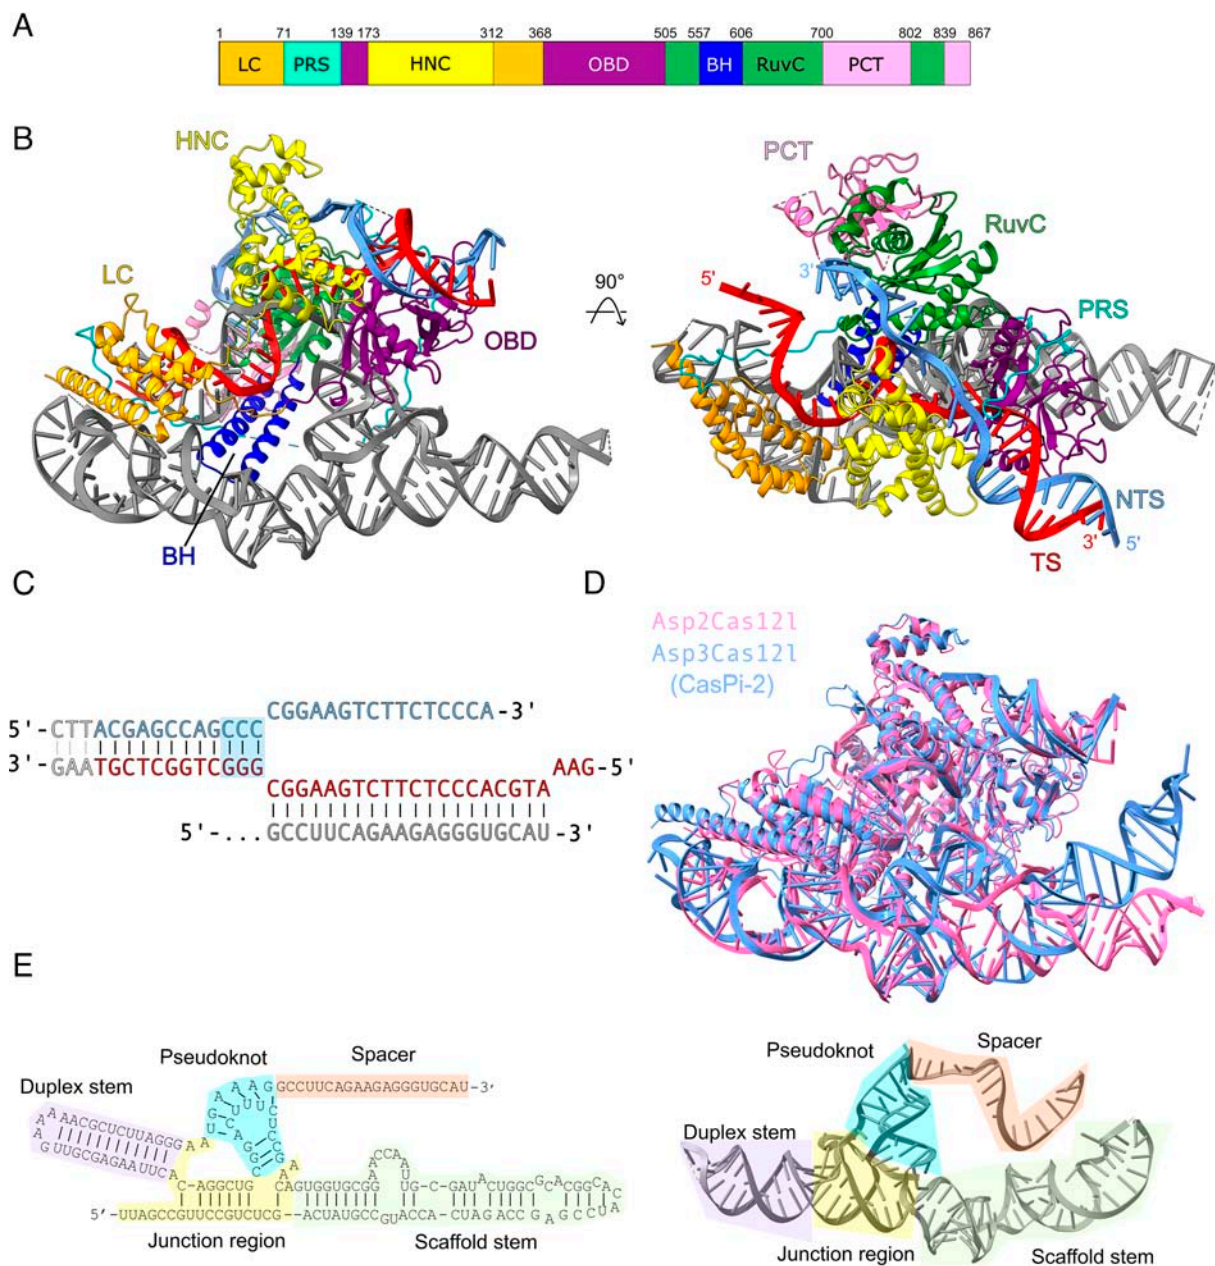 A
1 71 139 173 312 368 505 557 606 700 802 839 867
LC PRS HNC OBD BH RuvC PCT
B
HNC
LC
OBD
BH
90°
PCT
RuvC
3'
5'
PRS
NTS
3' 5'
TS
C
CGGAAGTCTTCTCCCA-3'
5'-CTTACGAGCCAGCCC
3'-GAATGCTCGGTCGGG
AAG-5'
CGGAAGTCTTCTCCCACGTA
5'-...GCCUUCAGAAGAGGGUGCAU-3'
D
Asp2Cas12l
Asp3Cas12l
(CasPi-2)
E
Pseudoknot
Spacer
GCCUUCAGAAGAGGGUGCAU-3'
Duplex stem
5'-UUAGCCGUUCCGUCUCG--ACUAUGCC
Junction region
Scaffold stem
Pseudoknot
Spacer
Duplex stem
Junction region
Scaffold stem